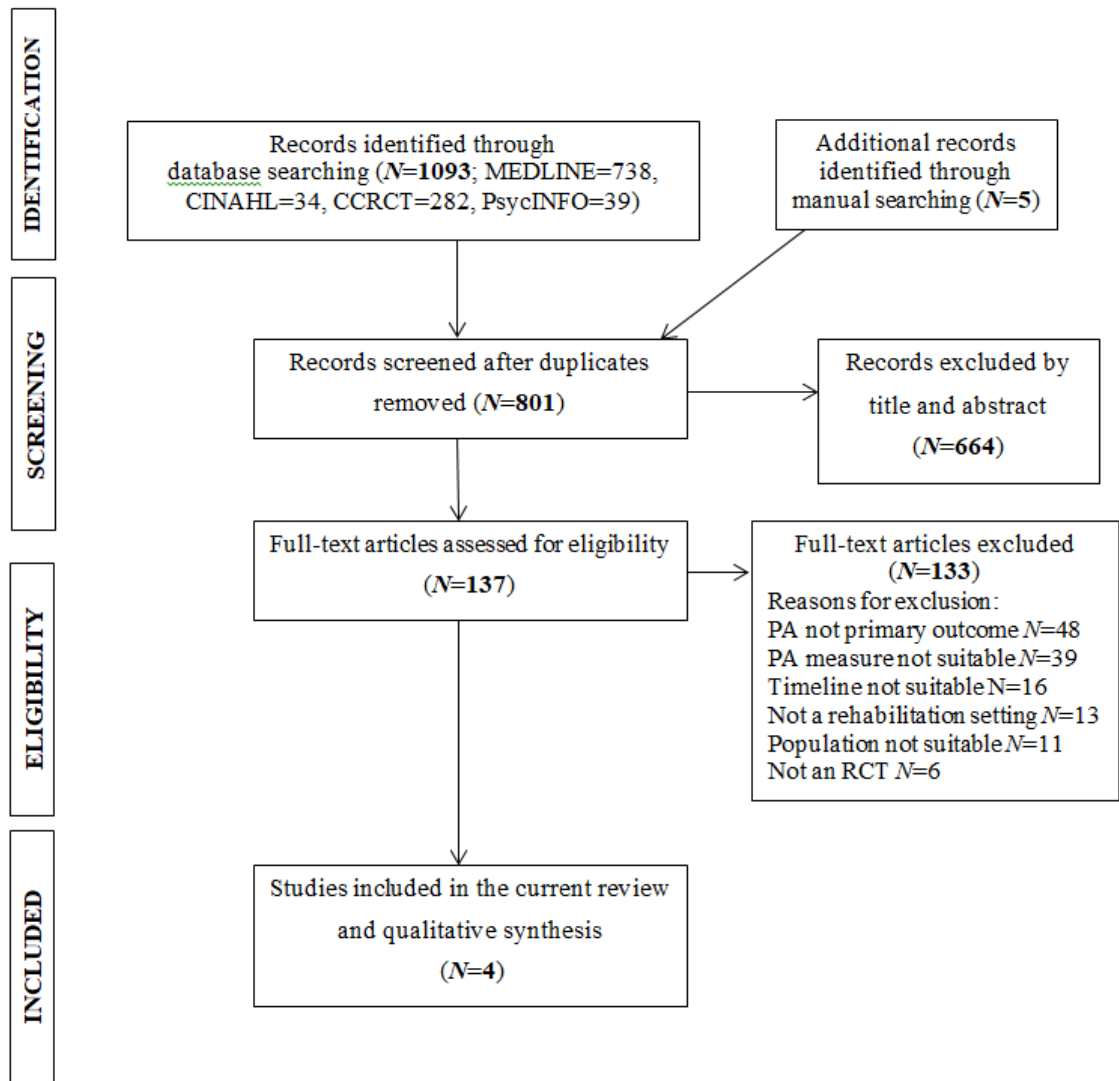 IDENTIFICATION
Records identified through
database searching (N=1093; MEDLINE=738,
CINAHL=34, CCRCT=282, PsycINFO=39)
Additional records
identified through
manual searching (N=5)
SCREENING
Records screened after duplicates
removed (N=801)
Records excluded by
title and abstract
(N=664)
ELIGIBILITY
Full-text articles assessed for eligibility
(N=137)
Full-text articles excluded
(N=133)
Reasons for exclusion:
PA not primary outcome N=48
PA measure not suitable N=39
Timeline not suitable N=16
Not a rehabilitation setting N=13
Population not suitable N=11
Not an RCT N=6
INCLUDED
Studies included in the current review
and qualitative synthesis
(N=4)